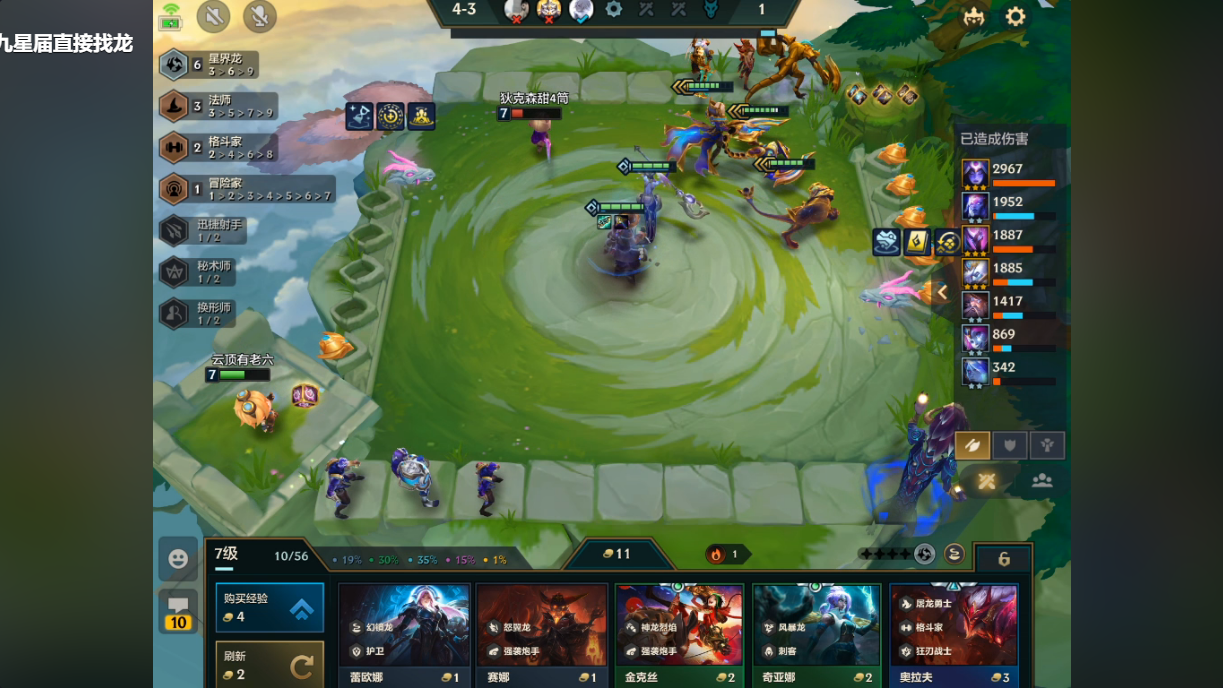 4-3
1
九星届直接找龙
6 星界龙
3 > 6 > 9
3 法师
3 > 5 > 7 > 9
2 格斗家
2 > 4 > 6 > 8
1 冒险家
1 > 2 > 3 > 4 > 5 > 6 > 7
迅捷射手
1 / 2
秘术师
1 / 2
换形师
1 / 2
狄克森甜4筒
7
已造成伤害
2967
1952
1887
1885
1417
869
342
云顶有老六
7
7级
10/56
19%
30%
35%
15%
1%
11
1
6
10
购买经验
4
刷新
2
幻镜龙
护卫
蕾欧娜
1
怒翼龙
强袭炮手
赛娜
1
神龙烈焰
强袭炮手
金克丝
2
风暴龙
刺客
奇亚娜
2
屠龙勇士
格斗家
狂刃战士
奥拉夫
3